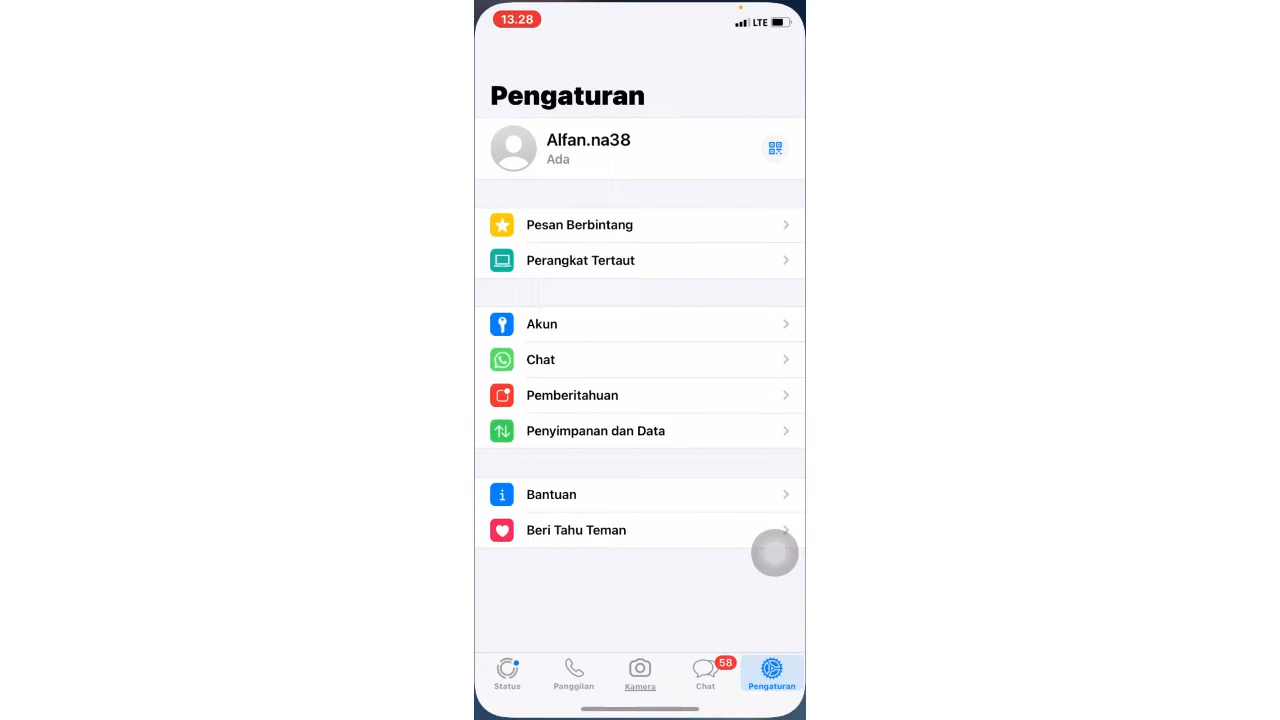 13.28
LTE
Pengaturan
Alfan.na38
Ada
Pesan Berbintang
Perangkat Tertaut
Akun
Chat
Pemberitahuan
Penyimpanan dan Data
Bantuan
Beri Tahu Teman
58
Status Panggilan Kamera Chat Pengaturan